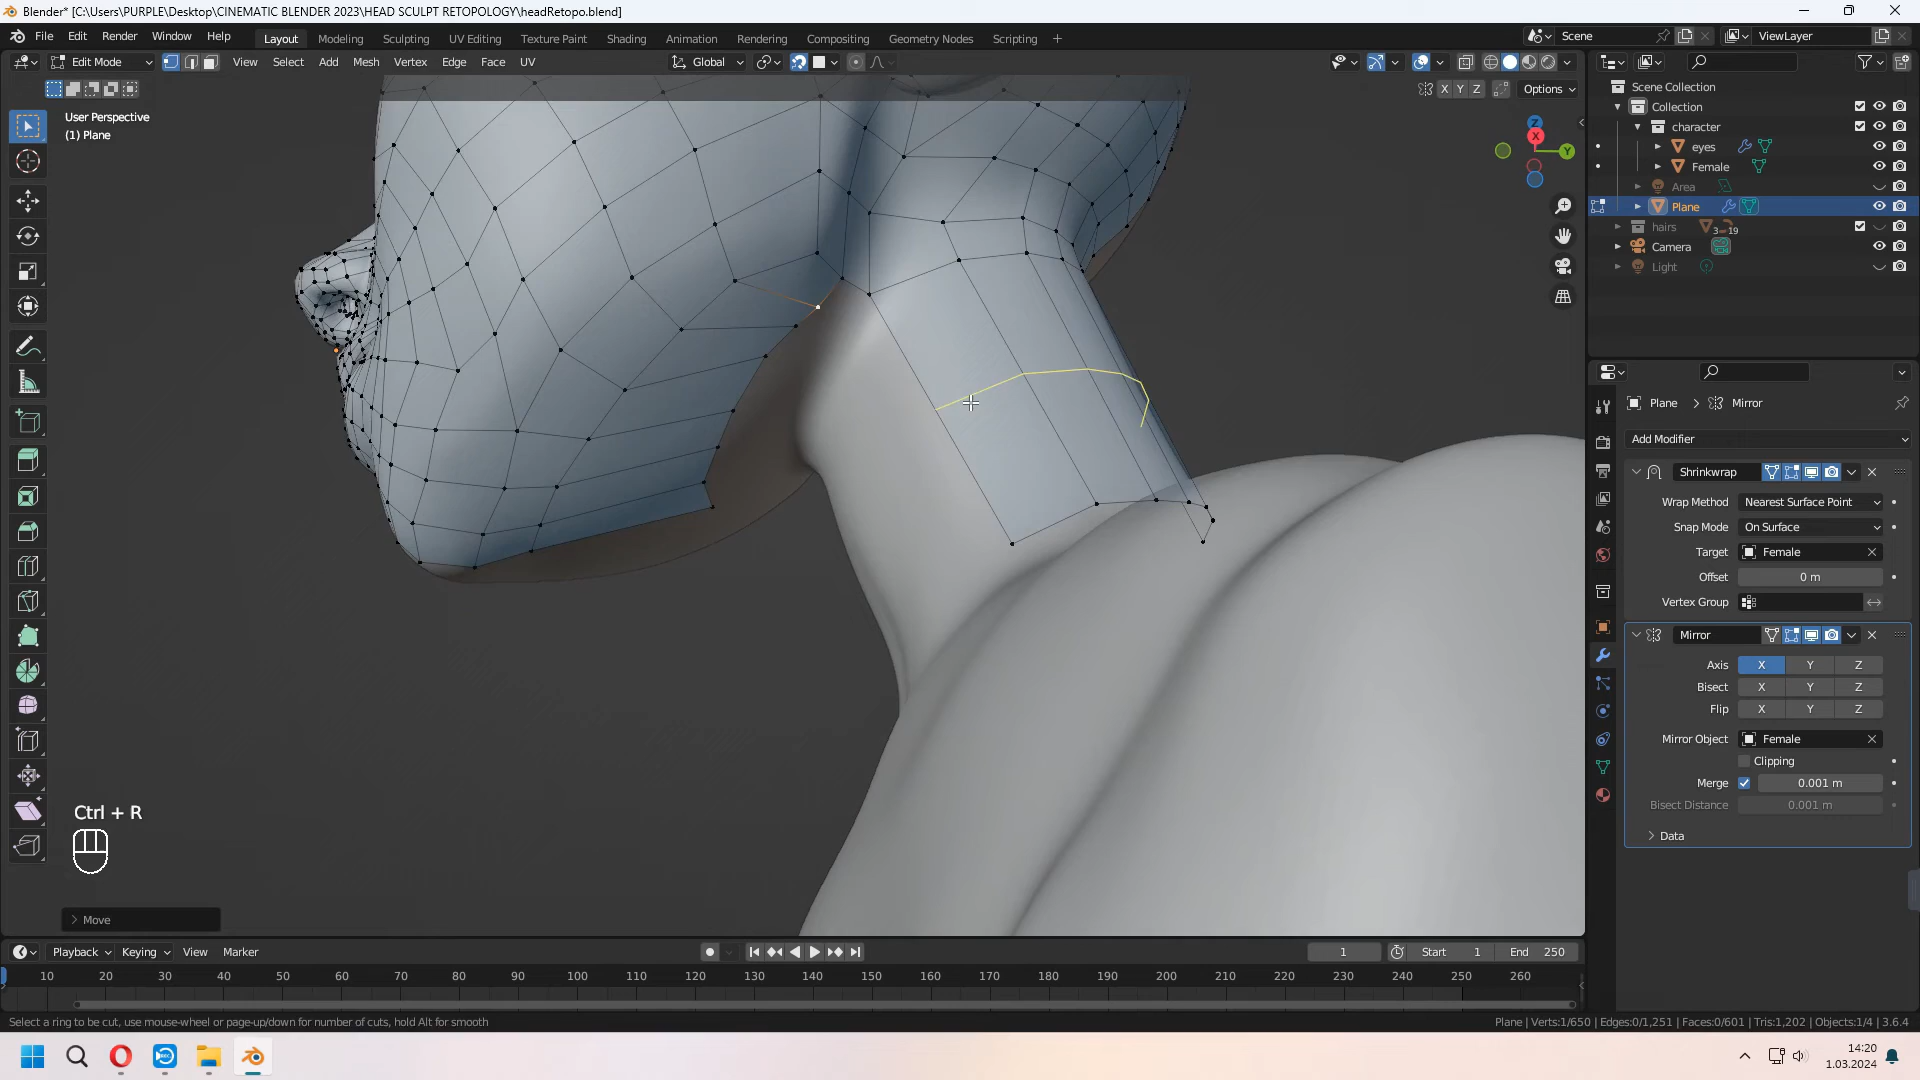 Blender* [C:\Users\PURPLE\Desktop\CINEMATIC BLENDER 2023\HEAD SCULPT RETOPOLOGY\headRetopo.blend]
File Edit Render Window Help Layout Modeling Sculpting UV Editing Texture Paint Shading Animation Rendering Compositing Geometry Nodes Scripting + Scene ViewLayer
Edit Mode View Select Add Mesh Vertex Edge Face UV Global
X Y Z Options
User Perspective
(1) Plane
Z
X
Y
Scene Collection
Collection
character
eyes
Female
Area
Plane
hairs 3 19
Camera
Light
Plane > Mirror
Add Modifier
Shrinkwrap
Wrap Method Nearest Surface Point
Snap Mode On Surface
Target Female
Offset 0 m
Vertex Group
Mirror
Axis X Y Z
Bisect X Y Z
Flip X Y Z
Mirror Object Female
Clipping
Merge 0.001 m
Bisect Distance 0.001 m
Data
Ctrl + R
Move
Playback Keying View Marker 1 Start 1 End 250
10 20 30 40 50 60 70 80 90 100 110 120 130 140 150 160 170 180 190 200 210 220 230 240 250 260
Select a ring to be cut, use mouse-wheel or page-up/down for number of cuts, hold Alt for smooth
Plane | Verts:1/650 | Edges:0/1,251 | Faces:0/601 | Tris:1,202 | Objects:1/4 | 3.6.4
14:20
1.03.2024